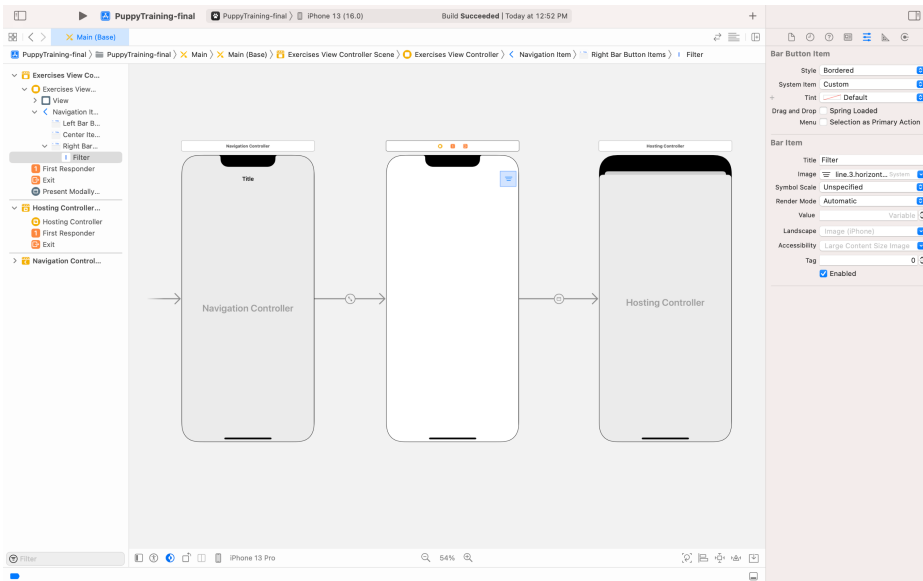 PuppyTraining-final
PuppyTraining-final 〉 iPhone 13 (16.0)
Build Succeeded | Today at 12:52 PM
Main (Base)
PuppyTraining-final 〉 PuppyTraining-final 〉 Main 〉 Main (Base) 〉 Exercises View Controller Scene 〉 Exercises View Controller 〉 Navigation Item 〉 Right Bar Button Items 〉 Filter
Exercises View Co...
Exercises View...
View
Navigation It...
Left Bar B...
Center Ite...
Right Bar...
Filter
First Responder
Exit
Present Modally...
Hosting Controller...
Hosting Controller
First Responder
Exit
Navigation Control...
Filter
Navigation Controller
Title
Navigation Controller
Hosting Controller
Hosting Controller
iPhone 13 Pro
54%
Bar Button Item
Style Bordered
System Item Custom
Tint Default
Drag and Drop Spring Loaded
Menu Selection as Primary Action
Bar Item
Title Filter
Image line.3.horizont... System
Symbol Scale Unspecified
Render Mode Automatic
Value Variable
Landscape Image (iPhone)
Accessibility Large Content Size Image
Tag 0
Enabled